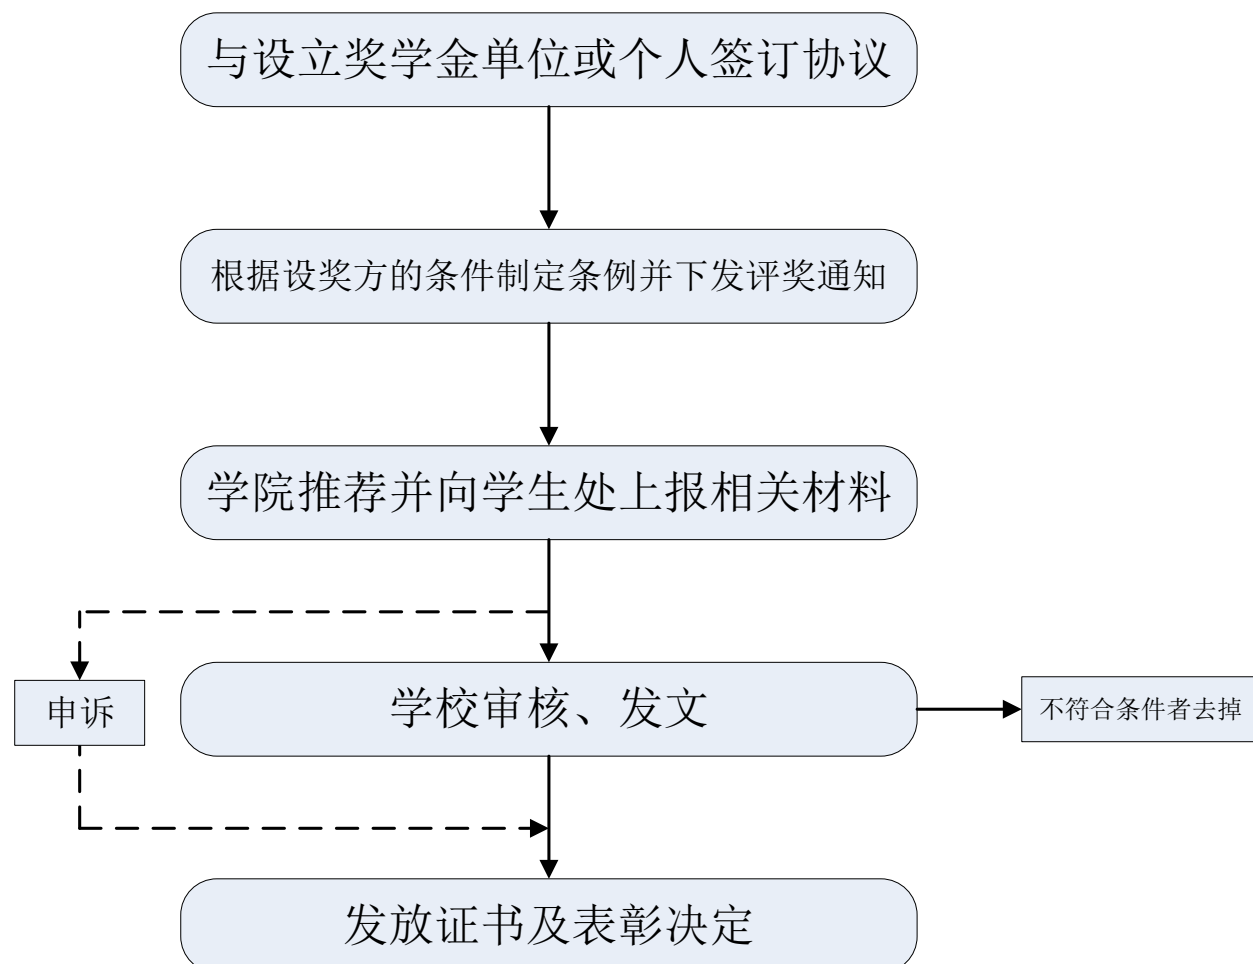 与设立奖学金单位或个人签订协议
根据设奖方的条件制定条例并下发评奖通知
学院推荐并向学生处上报相关材料
申诉
学校审核、发文
不符合条件者去掉
发放证书及表彰决定